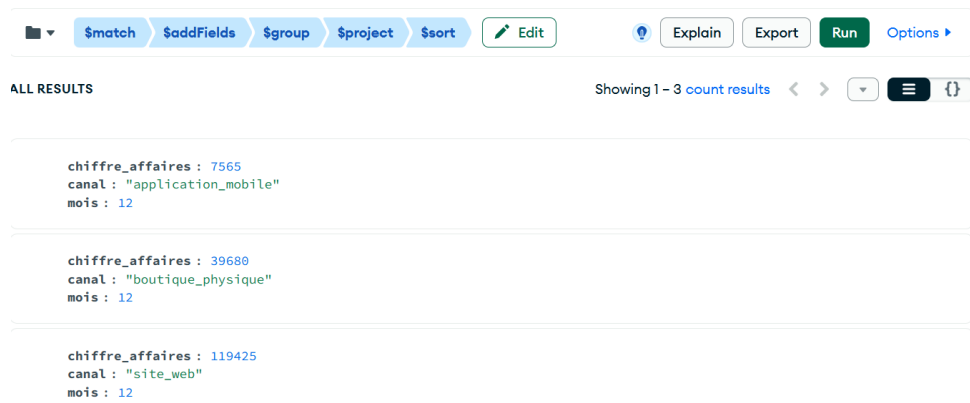 $match $addFields $group $project $sort Edit Explain Export Run Options
ALL RESULTS Showing 1 – 3 count results {}
chiffre_affaires : 7565
canal : "application_mobile"
mois : 12
chiffre_affaires : 39680
canal : "boutique_physique"
mois : 12
chiffre_affaires : 119425
canal : "site_web"
mois : 12